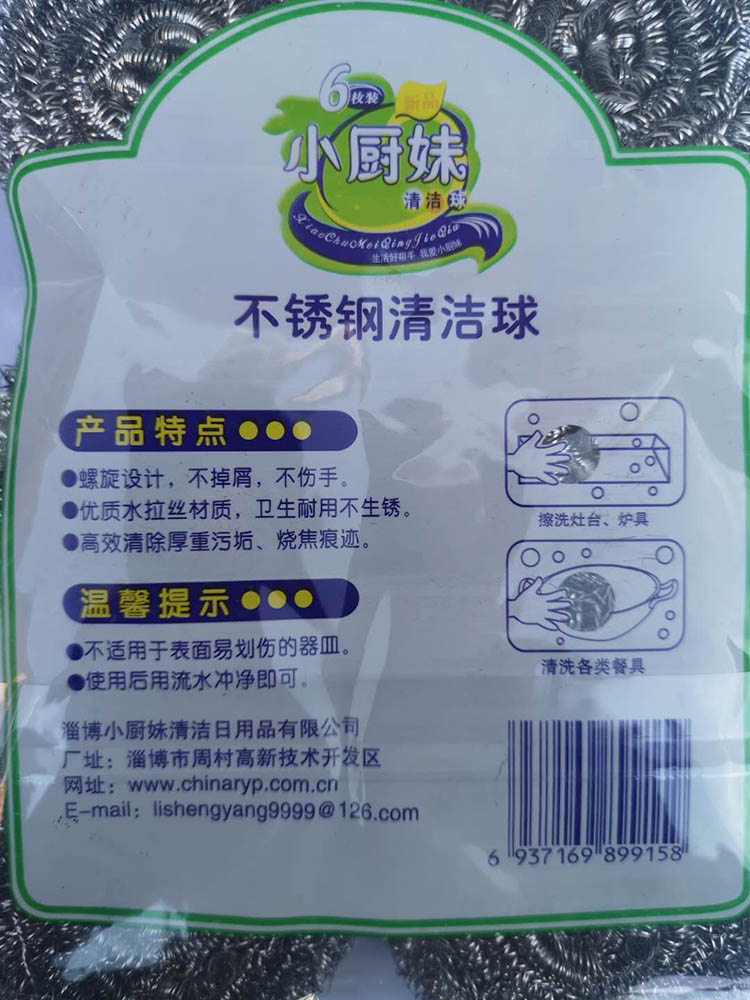 6枚装
新品
小厨妹
清洁球
XiaoChuMeiQingJieQiu
生活好帮手 我爱小厨妹
不锈钢清洁球
产品特点●●●
●螺旋设计，不掉屑，不伤手。
●优质水拉丝材质，卫生耐用不生锈。
●高效清除厚重污垢、烧焦痕迹。
擦洗灶台、炉具
温馨提示●●●
●不适用于表面易划伤的器皿。
●使用后用流水冲净即可。
清洗各类餐具
淄博小厨妹清洁日用品有限公司
厂址：淄博市周村高新技术开发区
网址：www.chinaryp.com.cn
E-mail：lishengyang9999@126.com
6 937169 899158